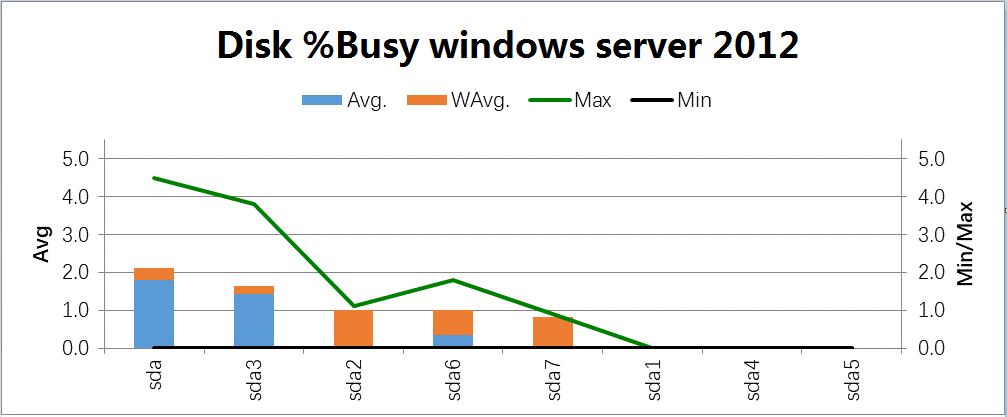 Disk %Busy windows server 2012
Avg. WAvg. Max Min
Avg
5.0
4.0
3.0
2.0
1.0
0.0
5.0
4.0
3.0
2.0
1.0
0.0
Min/Max
sda sda3 sda2 sda6 sda7 sda1 sda4 sda5